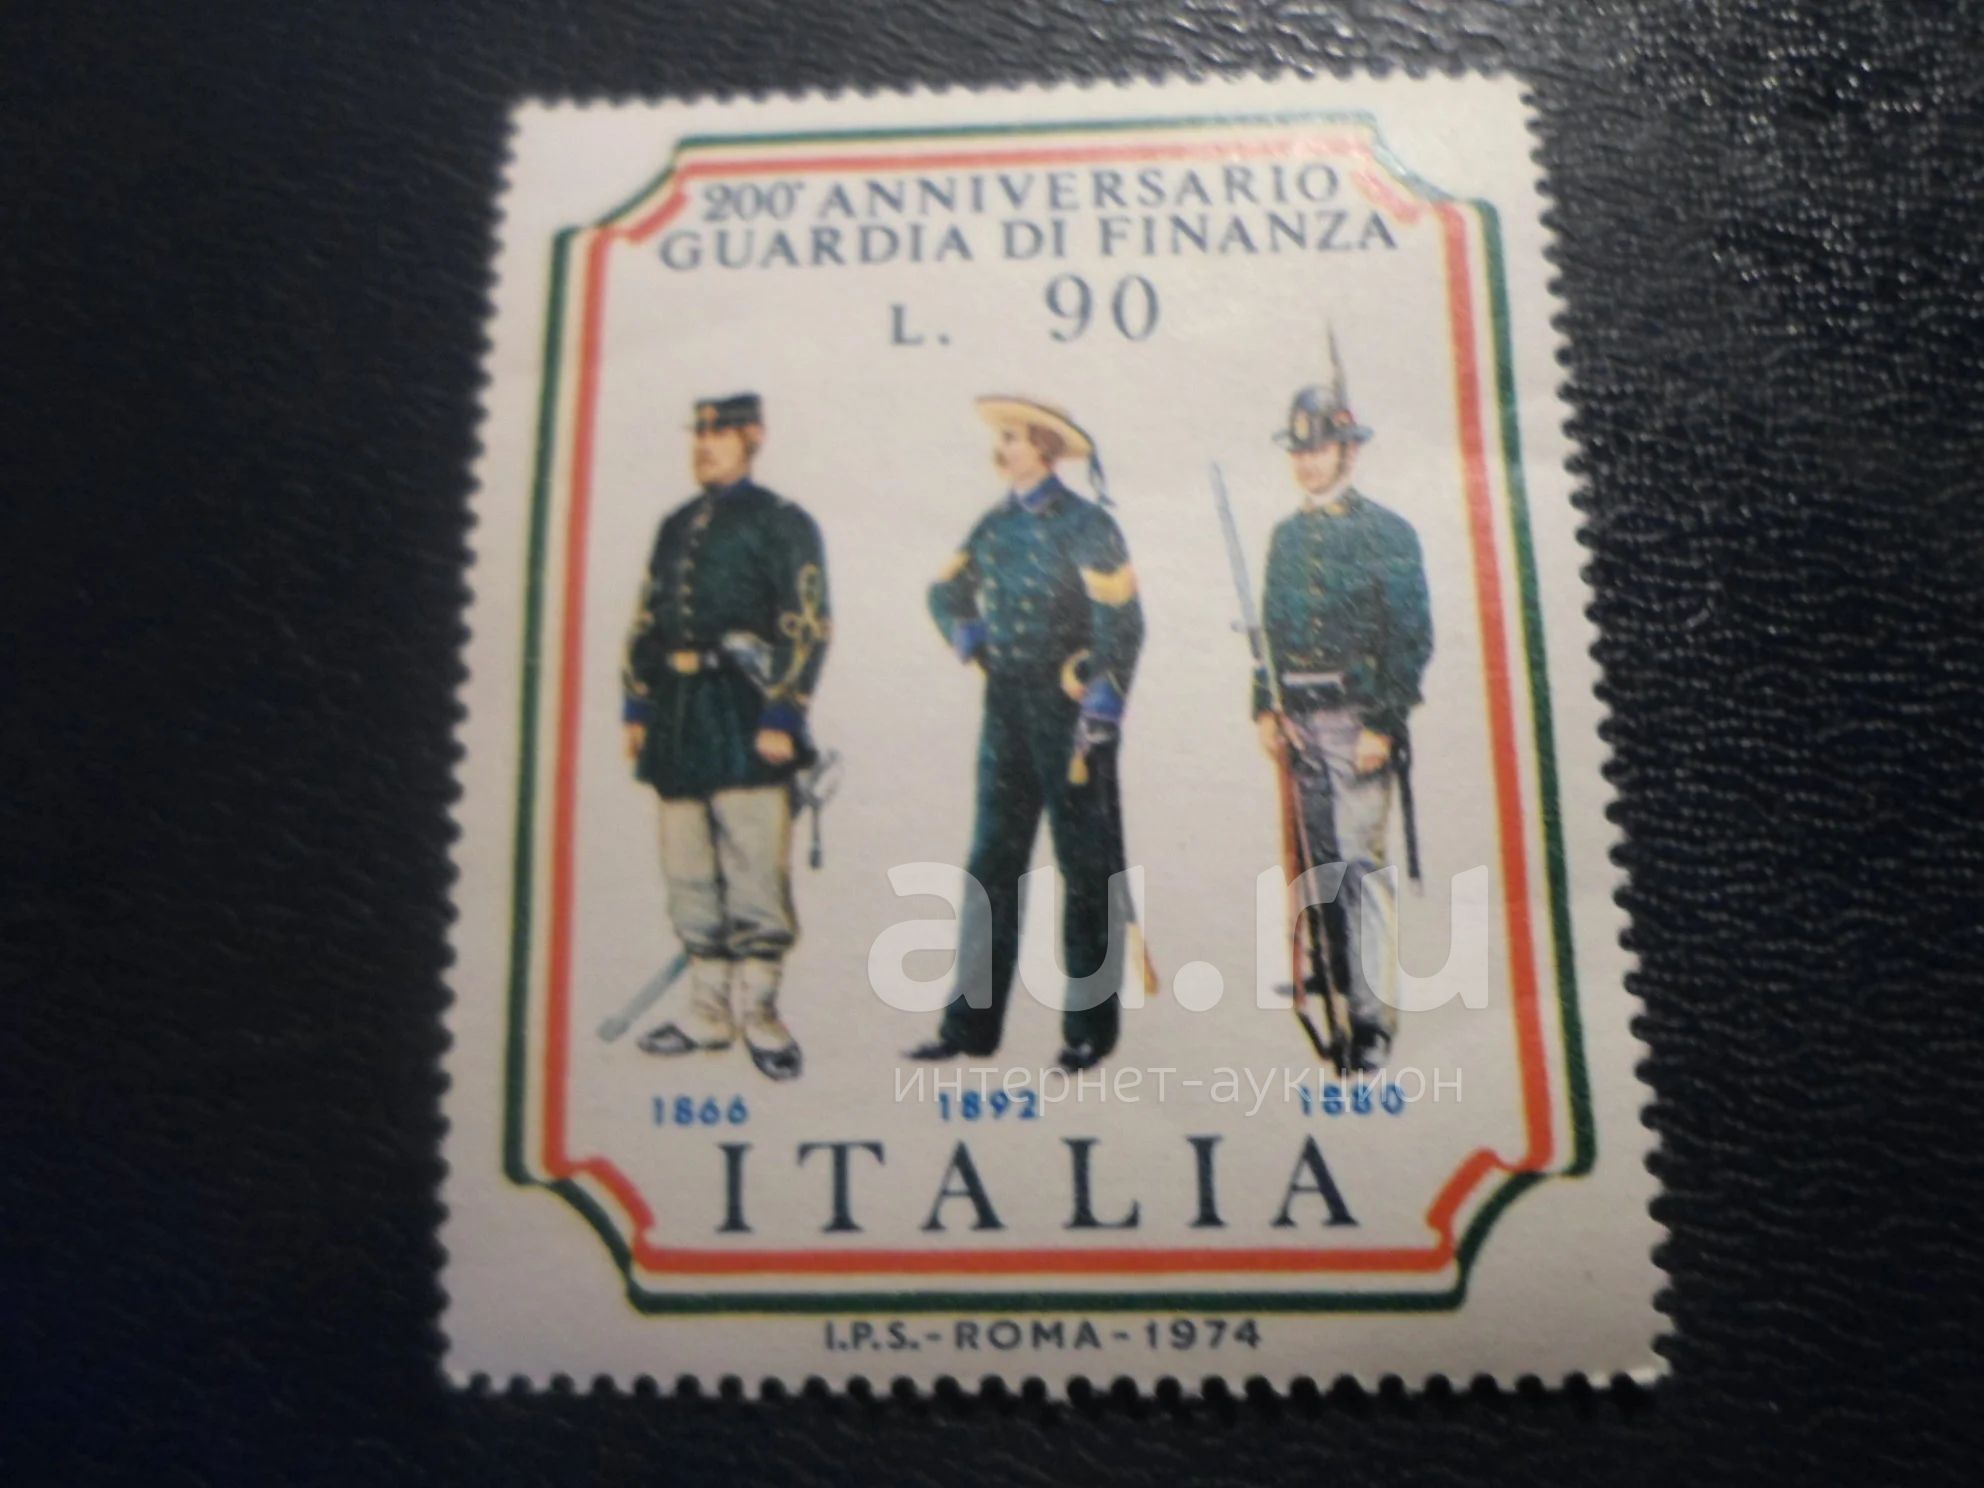 200° ANNIVERSARIO
GUARDIA DI FINANZA
L. 90
au.ru
интернет-аукцион
1866 1892 1880
ITALIA
I.P.S.-ROMA-1974